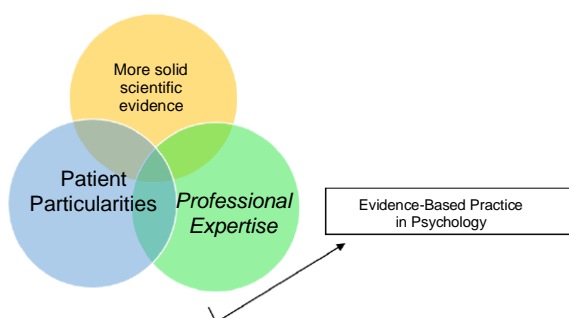 More solid
scientific
evidence
Patient
Particularities
Professional
Expertise
Evidence-Based Practice
in Psychology